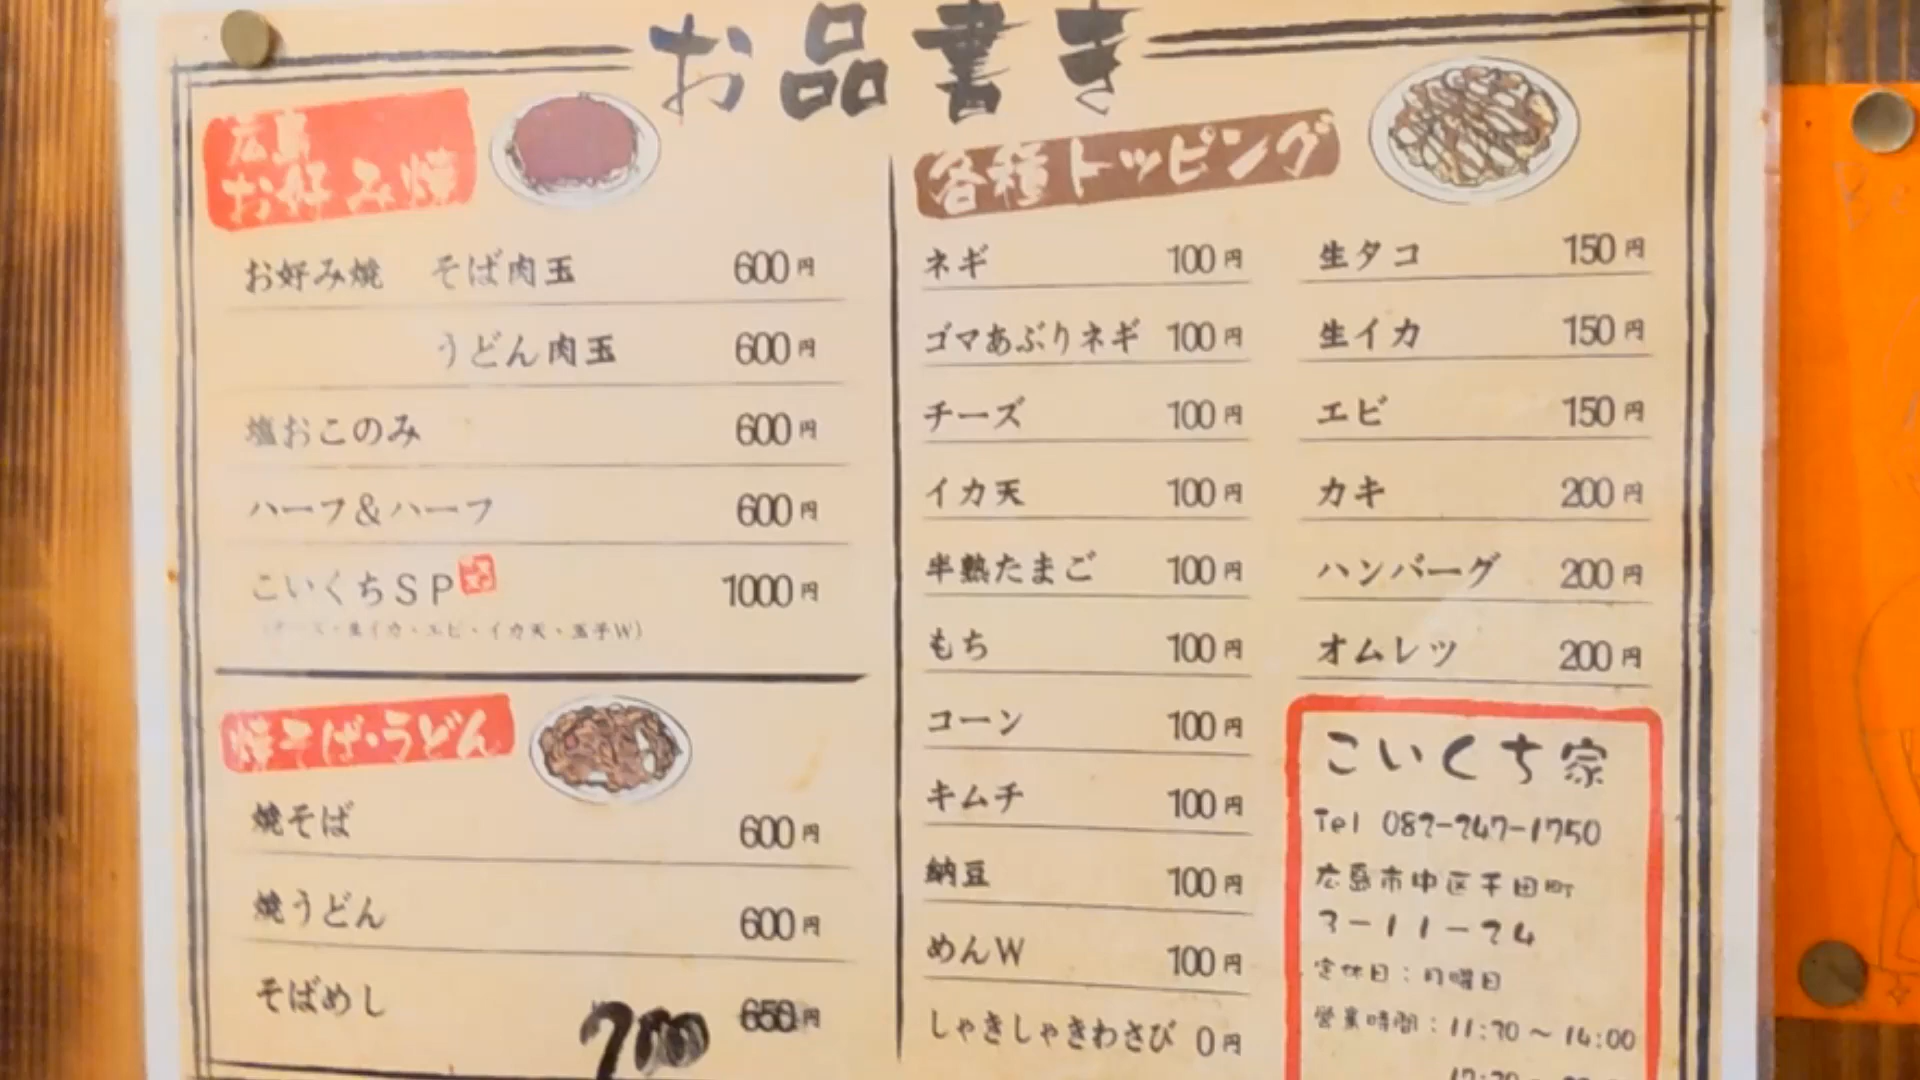 お品書き
広島
お好み焼
お好み焼 そば肉玉 600円
うどん肉玉 600円
塩おこのみ 600円
ハーフ&ハーフ 600円
こいくちSP 1000円
(チーズ・生イカ・エビ・イカ天・玉子W)
焼そば・うどん
焼そば 600円
焼うどん 600円
そばめし 700 650円
各種トッピング
ネギ 100円
ゴマあぶりネギ 100円
チーズ 100円
イカ天 100円
半熟たまご 100円
もち 100円
コーン 100円
キムチ 100円
納豆 100円
めんW 100円
しゃきしゃきわさび 0円
生タコ 150円
生イカ 150円
エビ 150円
カキ 200円
ハンバーグ 200円
オムレツ 200円
こいくち家
Tel 082-247-1750
広島市中区千田町
3-11-24
定休日:月曜日
営業時間:11:30~14:00